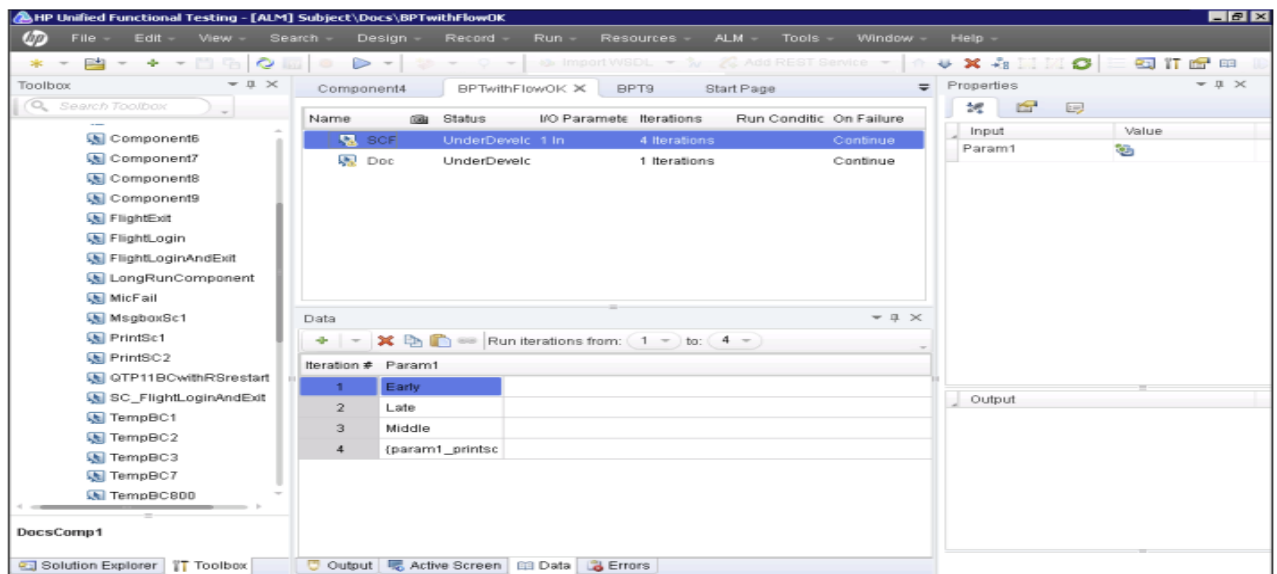 HP Unified Functional Testing - [ALM] Subject\Docs\BPTwithFlowOK
hp File Edit View Search Design Record Run Resources ALM Tools Window Help
Import WSDL Add REST Service
Toolbox
Search Toolbox
Component6
Component7
Component8
Component9
FlightExit
FlightLogin
FlightLoginAndExit
LongRunComponent
MicFail
MsgboxSc1
PrintSc1
PrintSC2
QTP11BCwithRSrestart
SC_FlightLoginAndExit
TempBC1
TempBC2
TempBC3
TempBC7
TempBC800
DocsComp1
Solution Explorer Toolbox
Component4 BPTwithFlowOK BPT9 Start Page
Name Status I/O Paramete Iterations Run Conditic On Failure
SCF UnderDevelc 1 In 4 Iterations Continue
Doc UnderDevelc 1 Iterations Continue
Data
Run iterations from: 1 to: 4
Iteration # Param1
1 Early
2 Late
3 Middle
4 {param1_printsc
Output Active Screen Data Errors
Properties
Input Value
Param1
Output